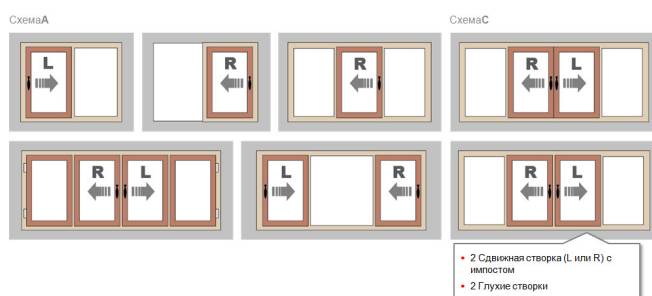 СхемаA
СхемаC
L
R
R
R L
R L
L R
R L
2 Сдвижная створка (L или R) с
импостом
2 Глухие створки